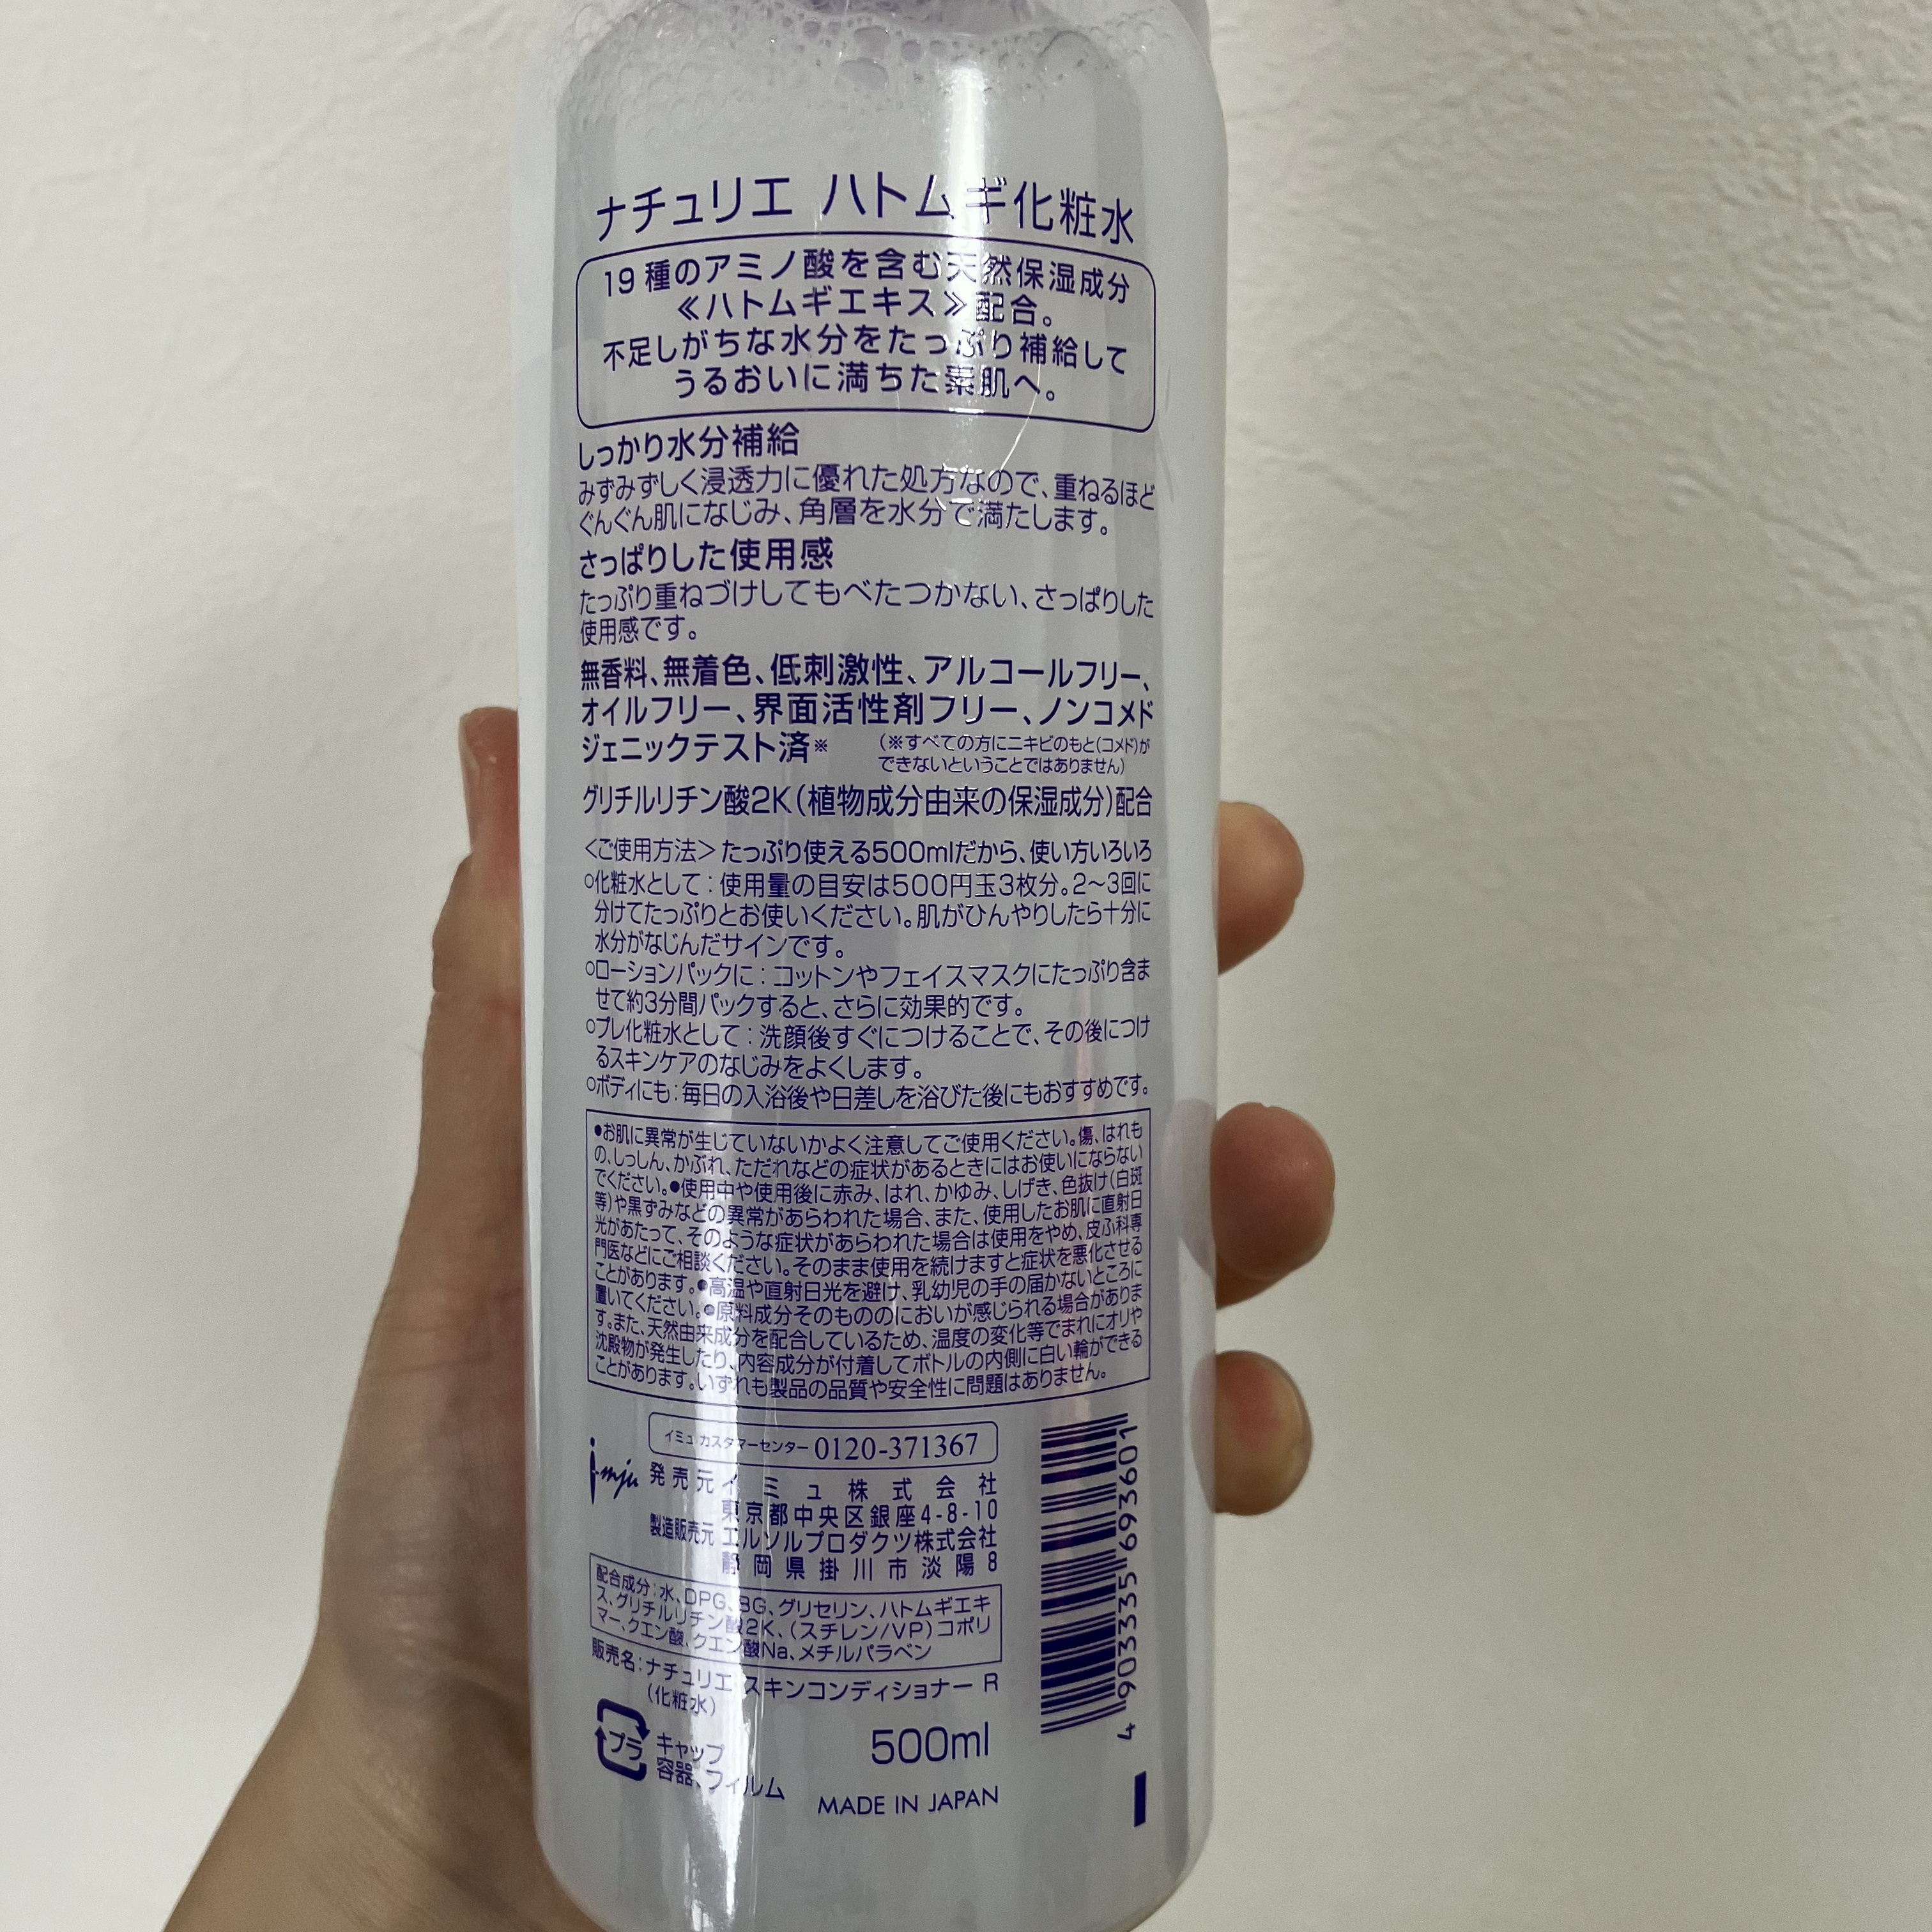 ナチュリエ ハトムギ化粧水
19種のアミノ酸を含む天然保湿成分
≪ハトムギエキス≫配合。
不足しがちな水分をたっぷり補給して
うるおいに満ちた素肌へ。
しっかり水分補給
みずみずしく浸透力に優れた処方なので、重ねるほど
ぐんぐん肌になじみ、角層を水分で満たします。
さっぱりした使用感
たっぷり重ねづけしてもべたつかない、さっぱりした
使用感です。
無香料、無着色、低刺激性、アルコールフリー、
オイルフリー、界面活性剤フリー、ノンコメド
ジェニックテスト済※
(※すべての方にニキビのもと(コメド)が
できないということではありません)
グリチルリチン酸2K(植物成分由来の保湿成分)配合
<ご使用方法>たっぷり使える500mlだから、使い方いろいろ
○化粧水として:使用量の目安は500円玉3枚分。2〜3回に
分けてたっぷりとお使いください。肌がひんやりしたら十分に
水分がなじんだサインです。
○ローションパックに:コットンやフェイスマスクにたっぷり含ま
せて約3分間パックすると、さらに効果的です。
○プレ化粧水として:洗顔後すぐにつけることで、その後につけ
るスキンケアのなじみをよくします。
○ボディにも:毎日の入浴後や日差しを浴びた後にもおすすめです。
●お肌に異常が生じていないかよく注意してご使用ください。傷、はれも
の、しっしん、かぶれ、ただれなどの症状があるときにはお使いにならない
でください。●使用中や使用後に赤み、はれ、かゆみ、しげき、色抜け(白斑
等)や黒ずみなどの異常があらわれた場合、また、使用したお肌に直射日
光があたって、そのような症状があらわれた場合は使用をやめ、皮ふ科専
門医などにご相談ください。そのまま使用を続けますと症状を悪化させる
ことがあります。●高温や直射日光を避け、乳幼児の手の届かないところに
置いてください。●原料成分そのもののにおいが感じられる場合がありま
す。また、天然由来成分を配合しているため、温度の変化等でまれにオリや
沈殿物が発生したり、内容成分が付着してボトルの内側に白い輪ができる
ことがあります。いずれも製品の品質や安全性に問題はありません。
イミュ カスタマーセンター 0120-371367
i-mju
発売元 イミュ株式会社
東京都中央区銀座4-8-10
製造販売元 エルソルプロダクツ株式会社
静岡県掛川市淡陽8
配合成分:水、DPG、BG、グリセリン、ハトムギエキ
ス、グリチルリチン酸2K、(スチレン/VP)コポリ
マー、クエン酸、クエン酸Na、メチルパラベン
販売名:ナチュリエ スキンコンディショナー R
(化粧水)
プラ
キャップ
容器、フィルム
500ml
MADE IN JAPAN
4 903335 693601